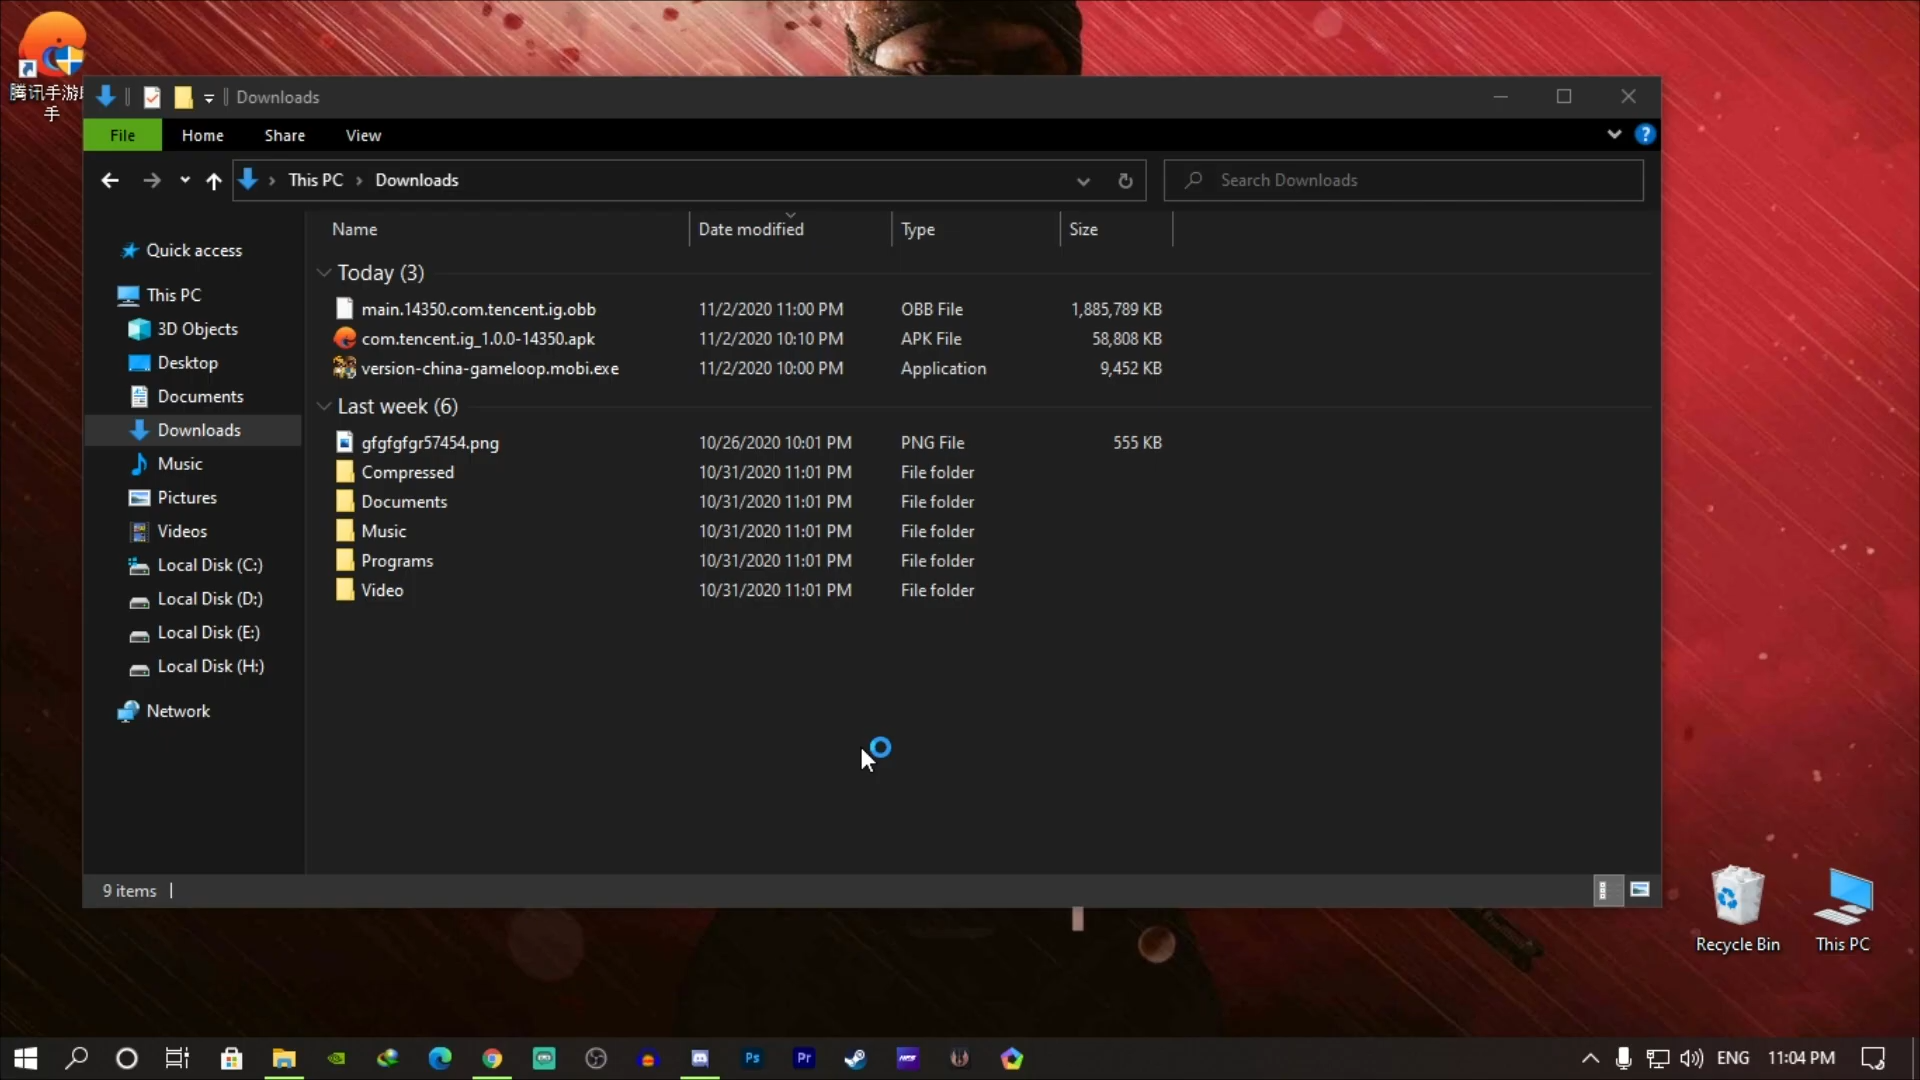 腾讯手游助
手
Downloads
File Home Share View
This PC Downloads
Search Downloads
Name Date modified Type Size
Quick access
This PC
3D Objects
Desktop
Documents
Downloads
Music
Pictures
Videos
Local Disk (C:)
Local Disk (D:)
Local Disk (E:)
Local Disk (H:)
Network
Today (3)
main.14350.com.tencent.ig.obb 11/2/2020 11:00 PM OBB File 1,885,789 KB
com.tencent.ig_1.0.0-14350.apk 11/2/2020 10:10 PM APK File 58,808 KB
version-china-gameloop.mobi.exe 11/2/2020 10:00 PM Application 9,452 KB
Last week (6)
gfgfgfgr57454.png 10/26/2020 10:01 PM PNG File 555 KB
Compressed 10/31/2020 11:01 PM File folder
Documents 10/31/2020 11:01 PM File folder
Music 10/31/2020 11:01 PM File folder
Programs 10/31/2020 11:01 PM File folder
Video 10/31/2020 11:01 PM File folder
9 items
Recycle Bin
This PC
Ps
Pr
ENG 11:04 PM